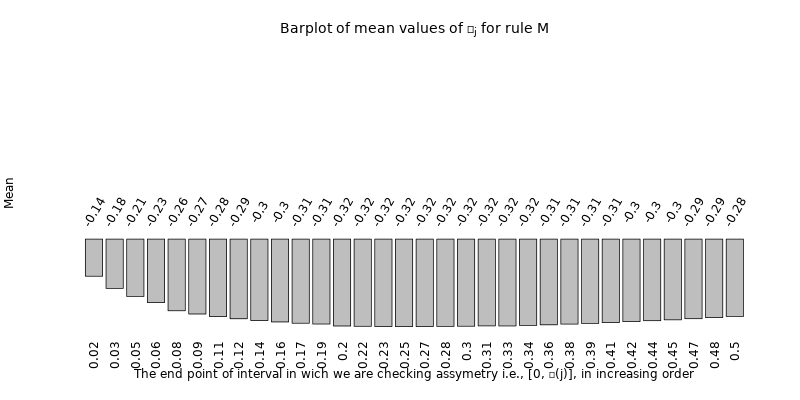 Barplot of mean values of □j for rule M
Mean
-0.14 -0.18 -0.21 -0.23 -0.26 -0.27 -0.28 -0.29 -0.3 -0.3 -0.31 -0.31 -0.32 -0.32 -0.32 -0.32 -0.32 -0.32 -0.32 -0.32 -0.32 -0.32 -0.31 -0.31 -0.31 -0.31 -0.3 -0.3 -0.3 -0.29 -0.29 -0.28
0.02 0.03 0.05 0.06 0.08 0.09 0.11 0.12 0.14 0.16 0.17 0.19 0.2 0.22 0.23 0.25 0.27 0.28 0.3 0.31 0.33 0.34 0.36 0.38 0.39 0.41 0.42 0.44 0.45 0.47 0.48 0.5
The end point of interval in wich we are checking assymetry i.e., [0, □(j)], in increasing order